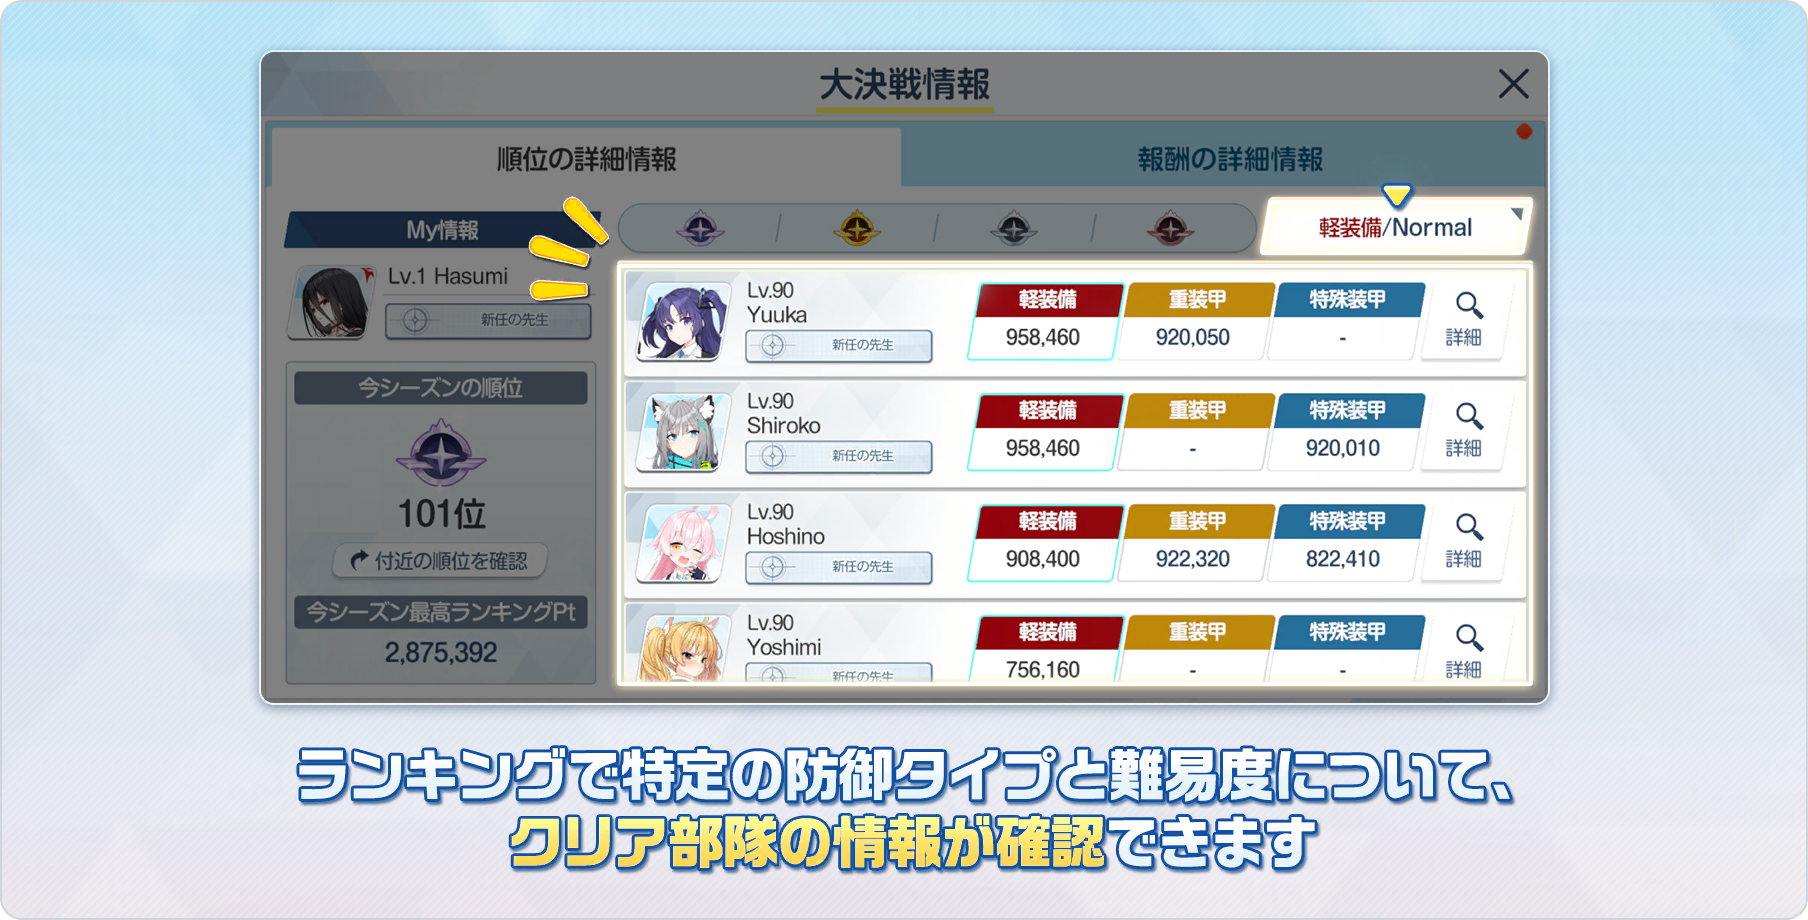 大決戦情報
順位の詳細情報
報酬の詳細情報
My情報
Lv.1 Hasumi
新任の先生
今シーズンの順位
101位
付近の順位を確認
今シーズン最高ランキングPt
2,875,392
軽装備/Normal
Lv.90
Yuuka
新任の先生
軽装備 重装甲 特殊装甲
958,460 920,050 -
詳細
Lv.90
Shiroko
新任の先生
軽装備 重装甲 特殊装甲
958,460 - 920,010
詳細
Lv.90
Hoshino
新任の先生
軽装備 重装甲 特殊装甲
908,400 922,320 822,410
詳細
Lv.90
Yoshimi
新任の先生
軽装備 重装甲 特殊装甲
756,160 - -
詳細
ランキングで特定の防御タイプと難易度について、
クリア部隊の情報が確認できます